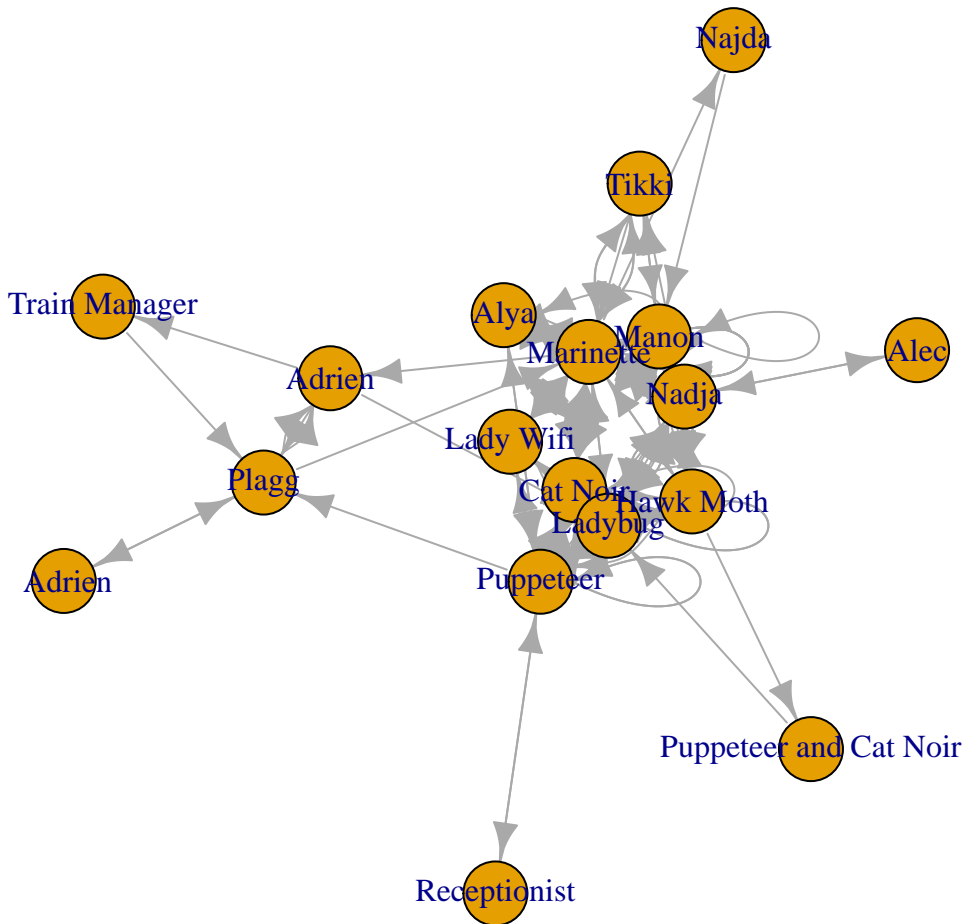 Najda
Tikki
Train Manager
Alya
Manon
Marinette
Alec
Adrien
Nadja
Lady Wifi
Plagg
Cat Noir
Hawk Moth
Ladybug
Adrien
Puppeteer
Puppeteer and Cat Noir
Receptionist